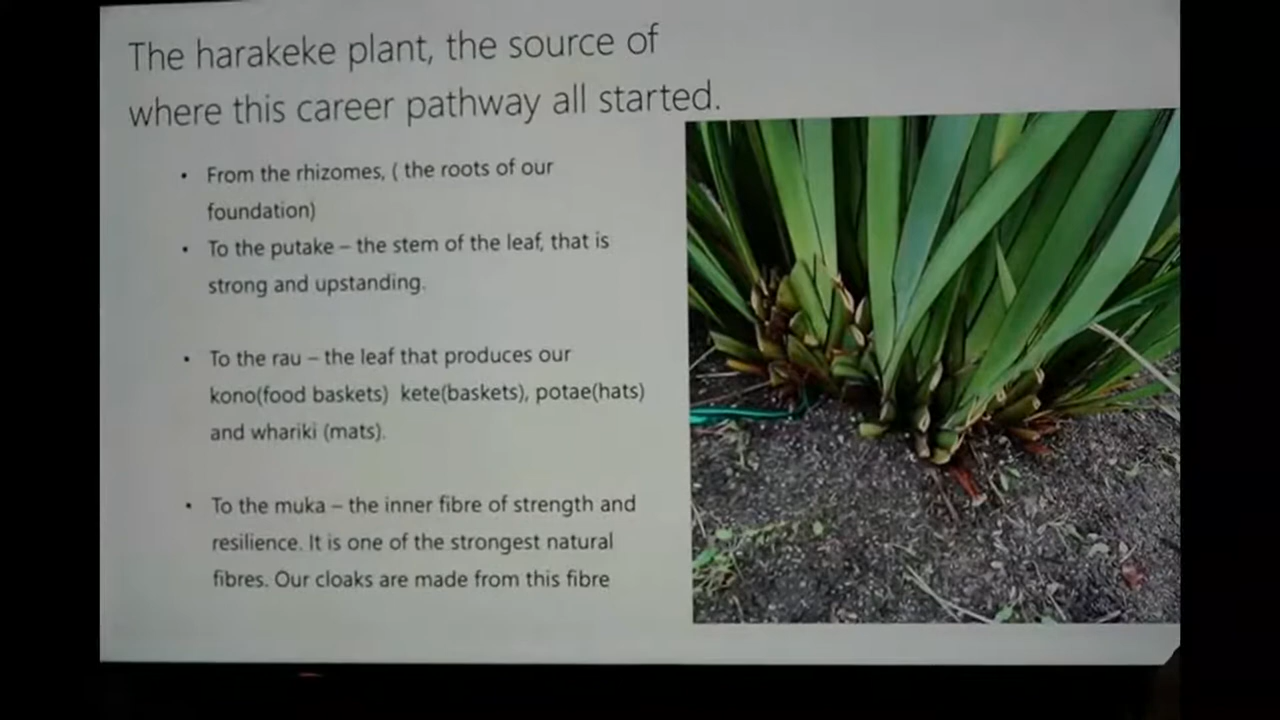 The harakeke plant, the source of
where this career pathway all started.
• From the rhizomes, ( the roots of our
foundation)
• To the putake – the stem of the leaf, that is
strong and upstanding.
• To the rau – the leaf that produces our
kono(food baskets) kete(baskets), potae(hats)
and whariki (mats).
• To the muka – the inner fibre of strength and
resilience. It is one of the strongest natural
fibres. Our cloaks are made from this fibre